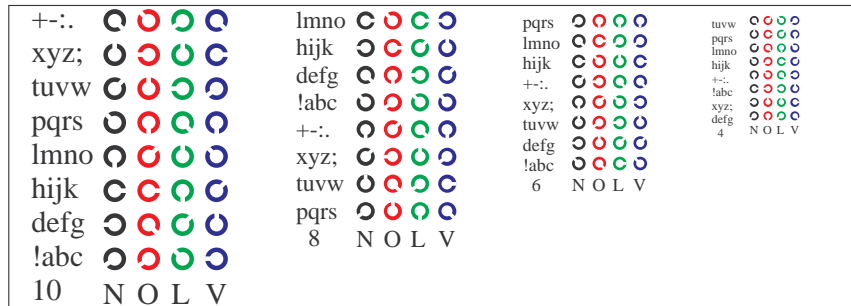 +-:.
xyz;
tuvw
pqrs
lmno
hijk
defg
!abc
10 N O L V
lmno
hijk
defg
!abc
+-:.
xyz;
tuvw
pqrs
8 N O L V
pqrs
lmno
hijk
+-:.
xyz;
tuvw
defg
!abc
6 N O L V
tuvw
pqrs
lmno
hijk
+-:.
!abc
xyz;
defg
4 N O L V